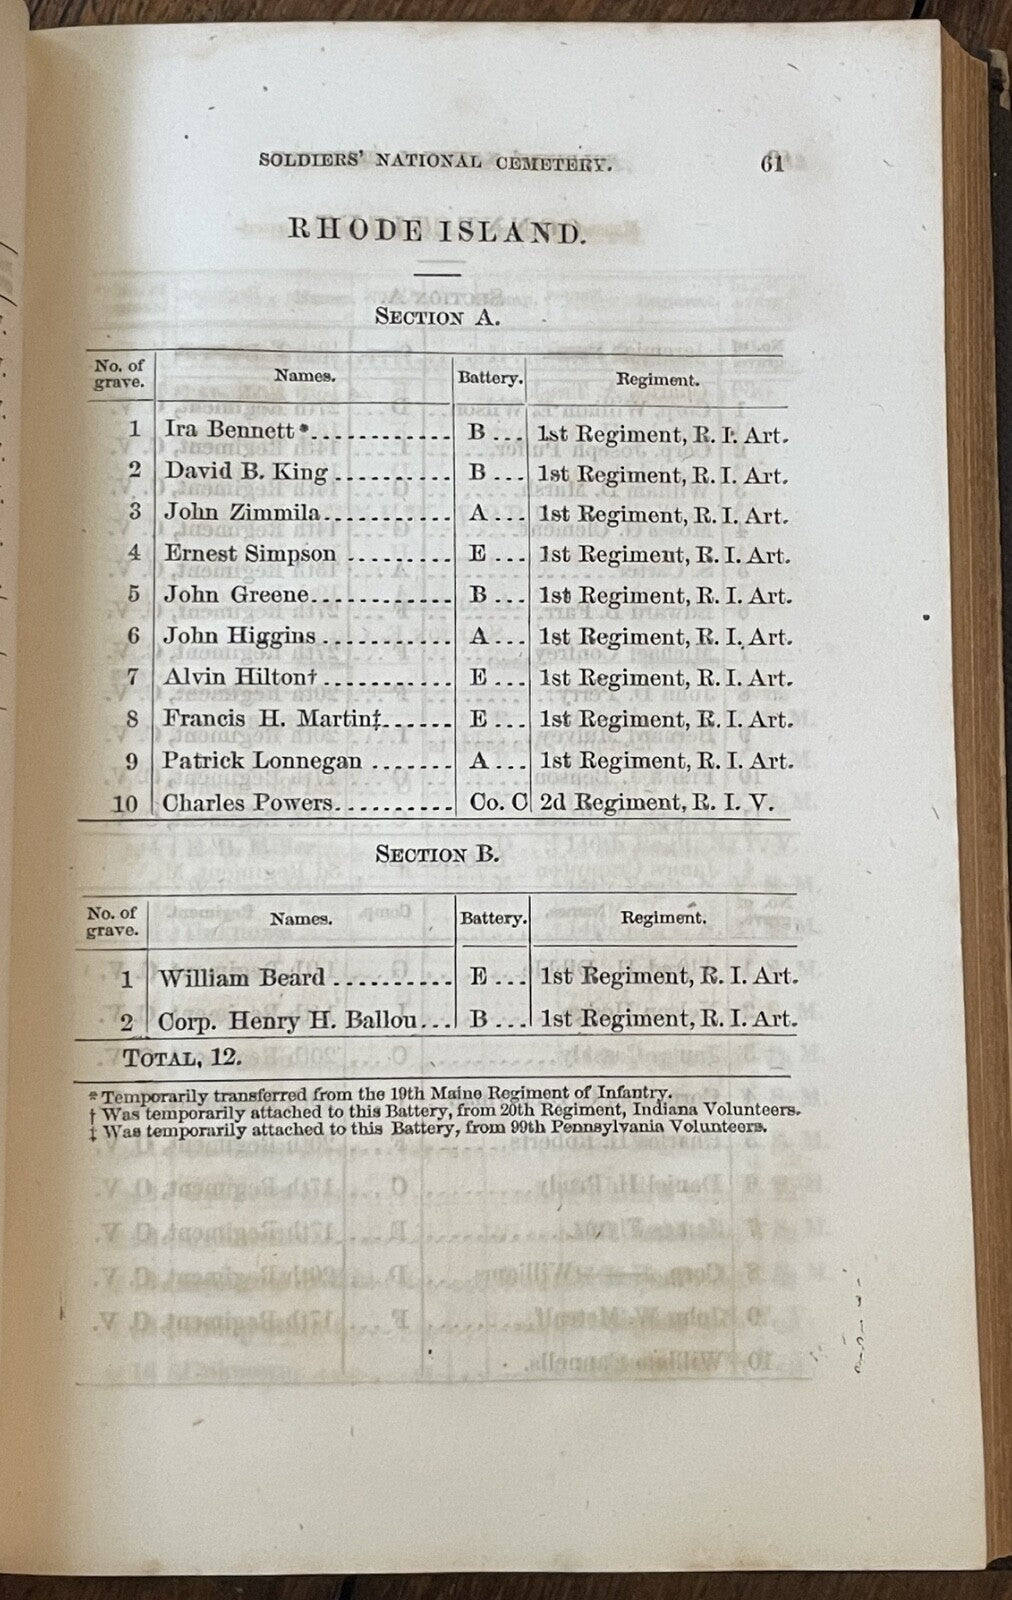 SOLDIERS' NATIONAL CEMETERY. 61
RHODE ISLAND.
SECTION A.
No. of grave. Names. Battery. Regiment.
1 Ira Bennett *............ B ... 1st Regiment, R. I. Art.
2 David B. King .......... B ... 1st Regiment, R. I. Art.
3 John Zimmila........... A ... 1st Regiment, R. I. Art.
4 Ernest Simpson ......... E ... 1st Regiment, R. I. Art.
5 John Greene............ B ... 1st Regiment, R. I. Art.
6 John Higgins ........... A ... 1st Regiment, R. I. Art.
7 Alvin Hilton† ........... E ... 1st Regiment, R. I. Art.
8 Francis H. Martin‡...... E ... 1st Regiment, R. I. Art.
9 Patrick Lonnegan ....... A ... 1st Regiment, R. I. Art.
10 Charles Powers.......... Co. C 2d Regiment, R. I. V.
SECTION B.
No. of grave. Names. Battery. Regiment.
1 William Beard .......... E ... 1st Regiment, R. I. Art.
2 Corp. Henry H. Ballou... B ... 1st Regiment, R. I. Art.
TOTAL, 12.
* Temporarily transferred from the 19th Maine Regiment of Infantry.
† Was temporarily attached to this Battery, from 20th Regiment, Indiana Volunteers.
‡ Was temporarily attached to this Battery, from 99th Pennsylvania Volunteers.